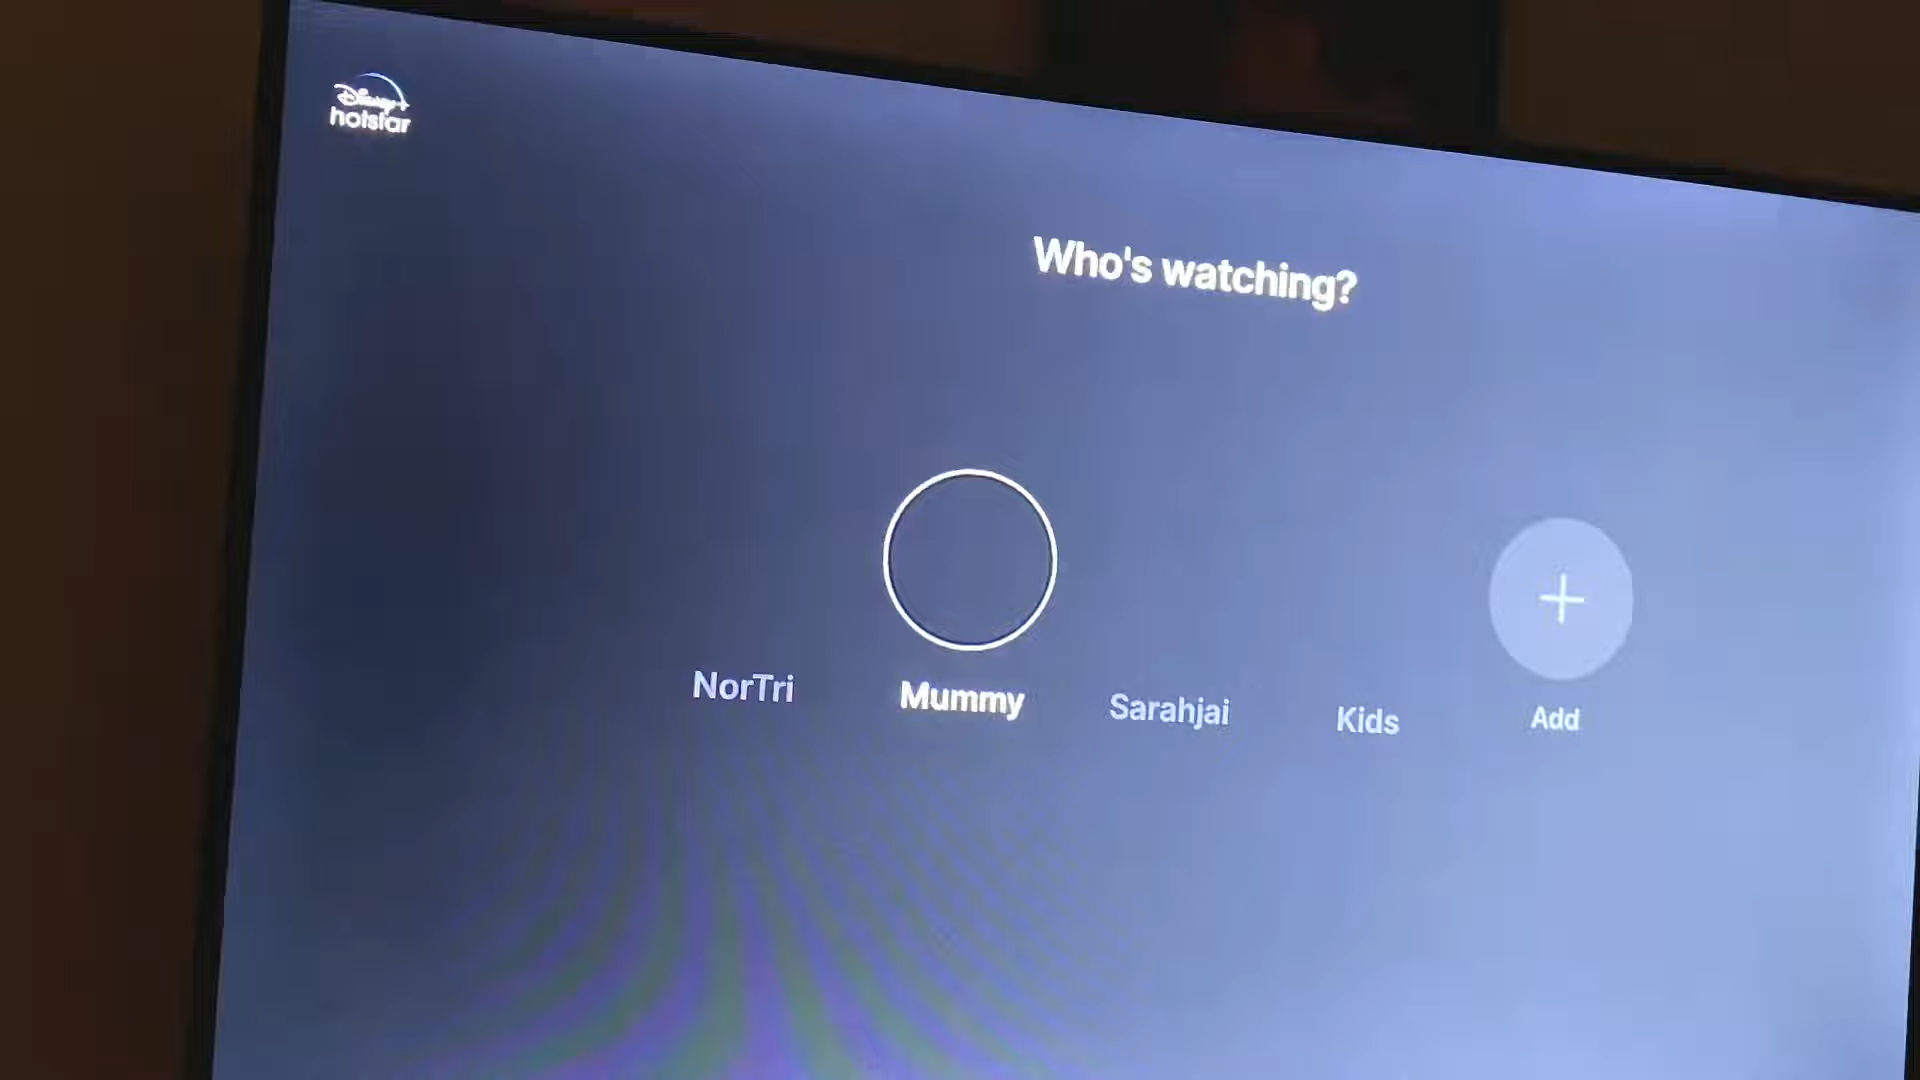 Disney+
hotstar
Who's watching?
NorTri
Mummy
Sarahjai
Kids
Add